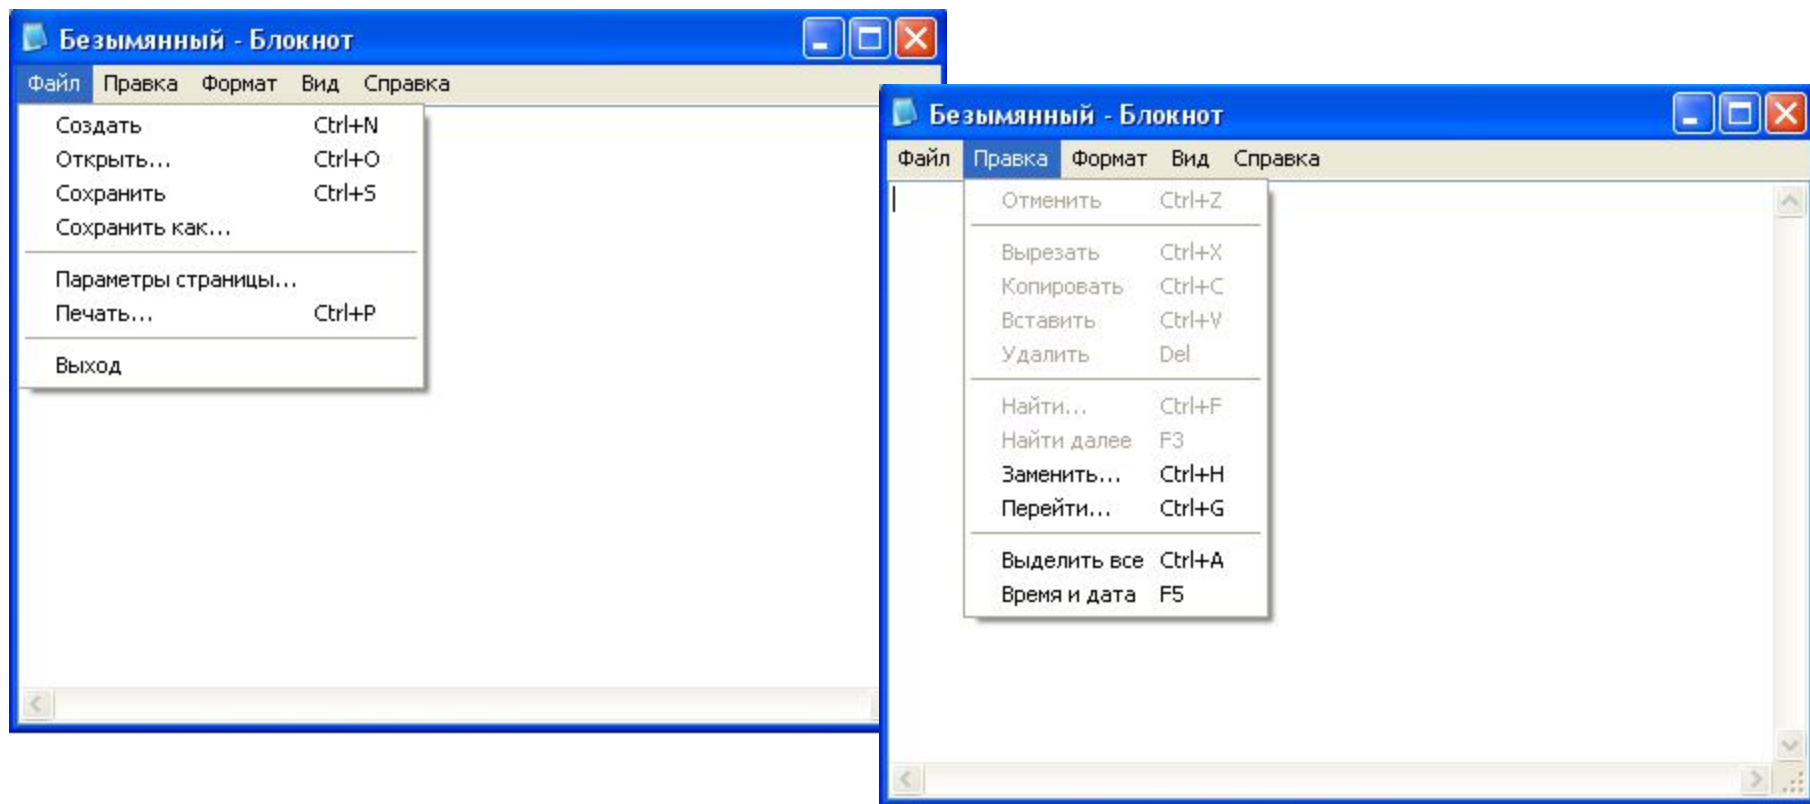 Безымянный - Блокнот
Файл Правка Формат Вид Справка
Создать Ctrl+N
Открыть... Ctrl+O
Сохранить Ctrl+S
Сохранить как...
Параметры страницы...
Печать... Ctrl+P
Выход
Безымянный - Блокнот
Файл Правка Формат Вид Справка
Отменить Ctrl+Z
Вырезать Ctrl+X
Копировать Ctrl+C
Вставить Ctrl+V
Удалить Del
Найти... Ctrl+F
Найти далее F3
Заменить... Ctrl+H
Перейти... Ctrl+G
Выделить все Ctrl+A
Время и дата F5